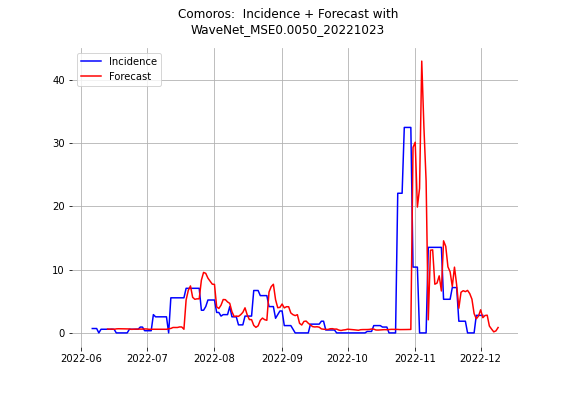 Comoros:  Incidence + Forecast with
WaveNet_MSE0.0050_20221023
Incidence
Forecast
40
30
20
10
0
2022-06 2022-07 2022-08 2022-09 2022-10 2022-11 2022-12